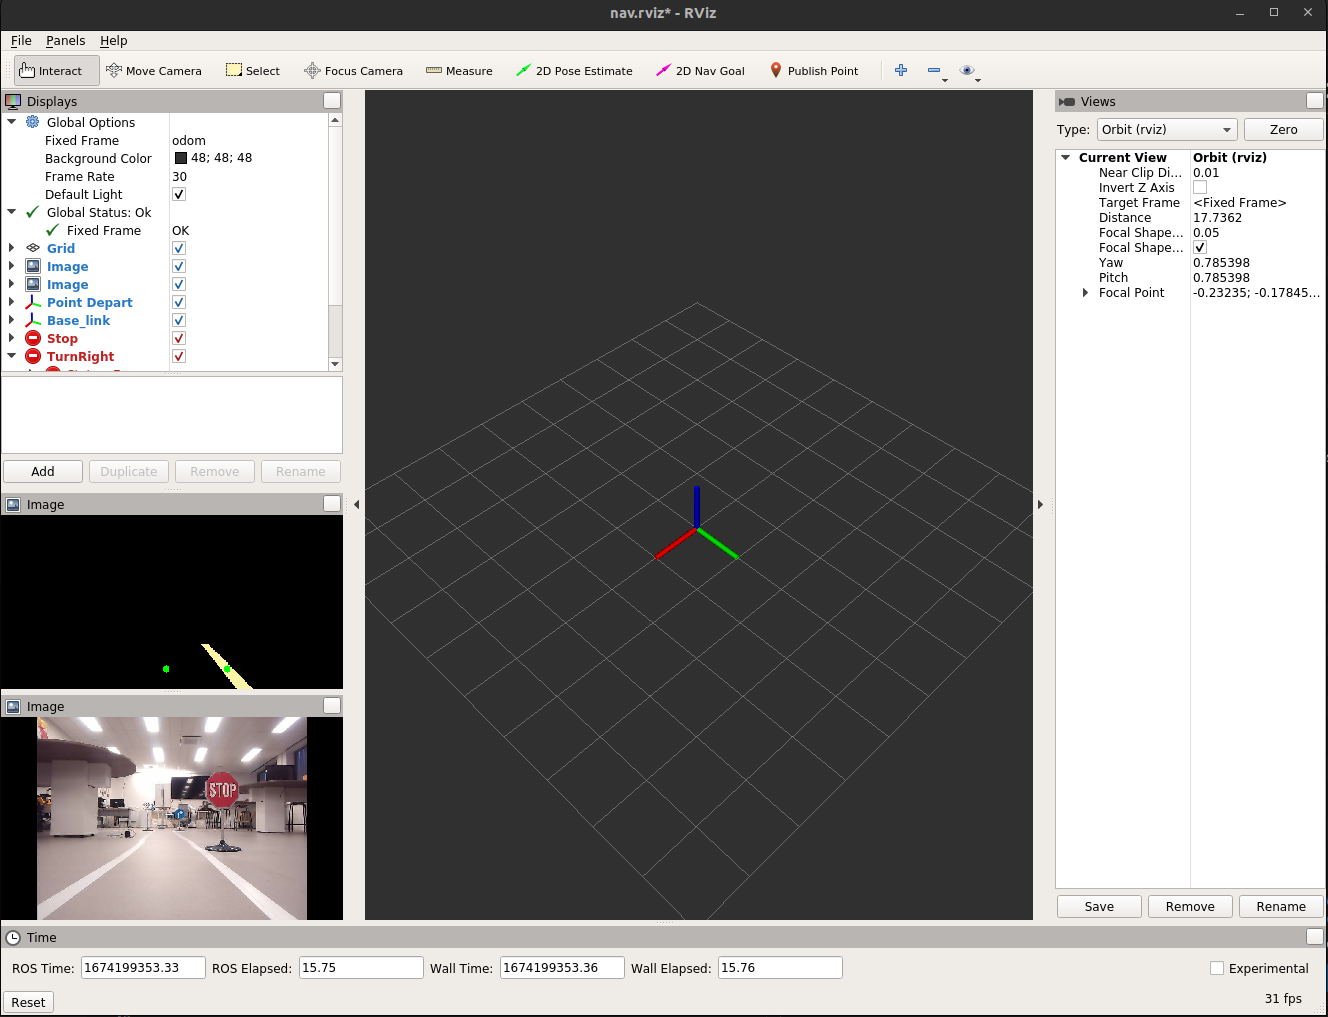 nav.rviz* - RViz
File Panels Help
Interact Move Camera Select Focus Camera Measure 2D Pose Estimate 2D Nav Goal Publish Point
Displays
Global Options
Fixed Frame odom
Background Color 48; 48; 48
Frame Rate 30
Default Light
Global Status: Ok
Fixed Frame OK
Grid
Image
Image
Point Depart
Base_link
Stop
TurnRight
Add Duplicate Remove Rename
Image
Image
STOP
Views
Type: Orbit (rviz) Zero
Current View Orbit (rviz)
Near Clip Di... 0.01
Invert Z Axis
Target Frame <Fixed Frame>
Distance 17.7362
Focal Shape... 0.05
Focal Shape...
Yaw 0.785398
Pitch 0.785398
Focal Point -0.23235; -0.17845...
Save Remove Rename
Time
ROS Time: 1674199353.33 ROS Elapsed: 15.75 Wall Time: 1674199353.36 Wall Elapsed: 15.76 Experimental
Reset 31 fps